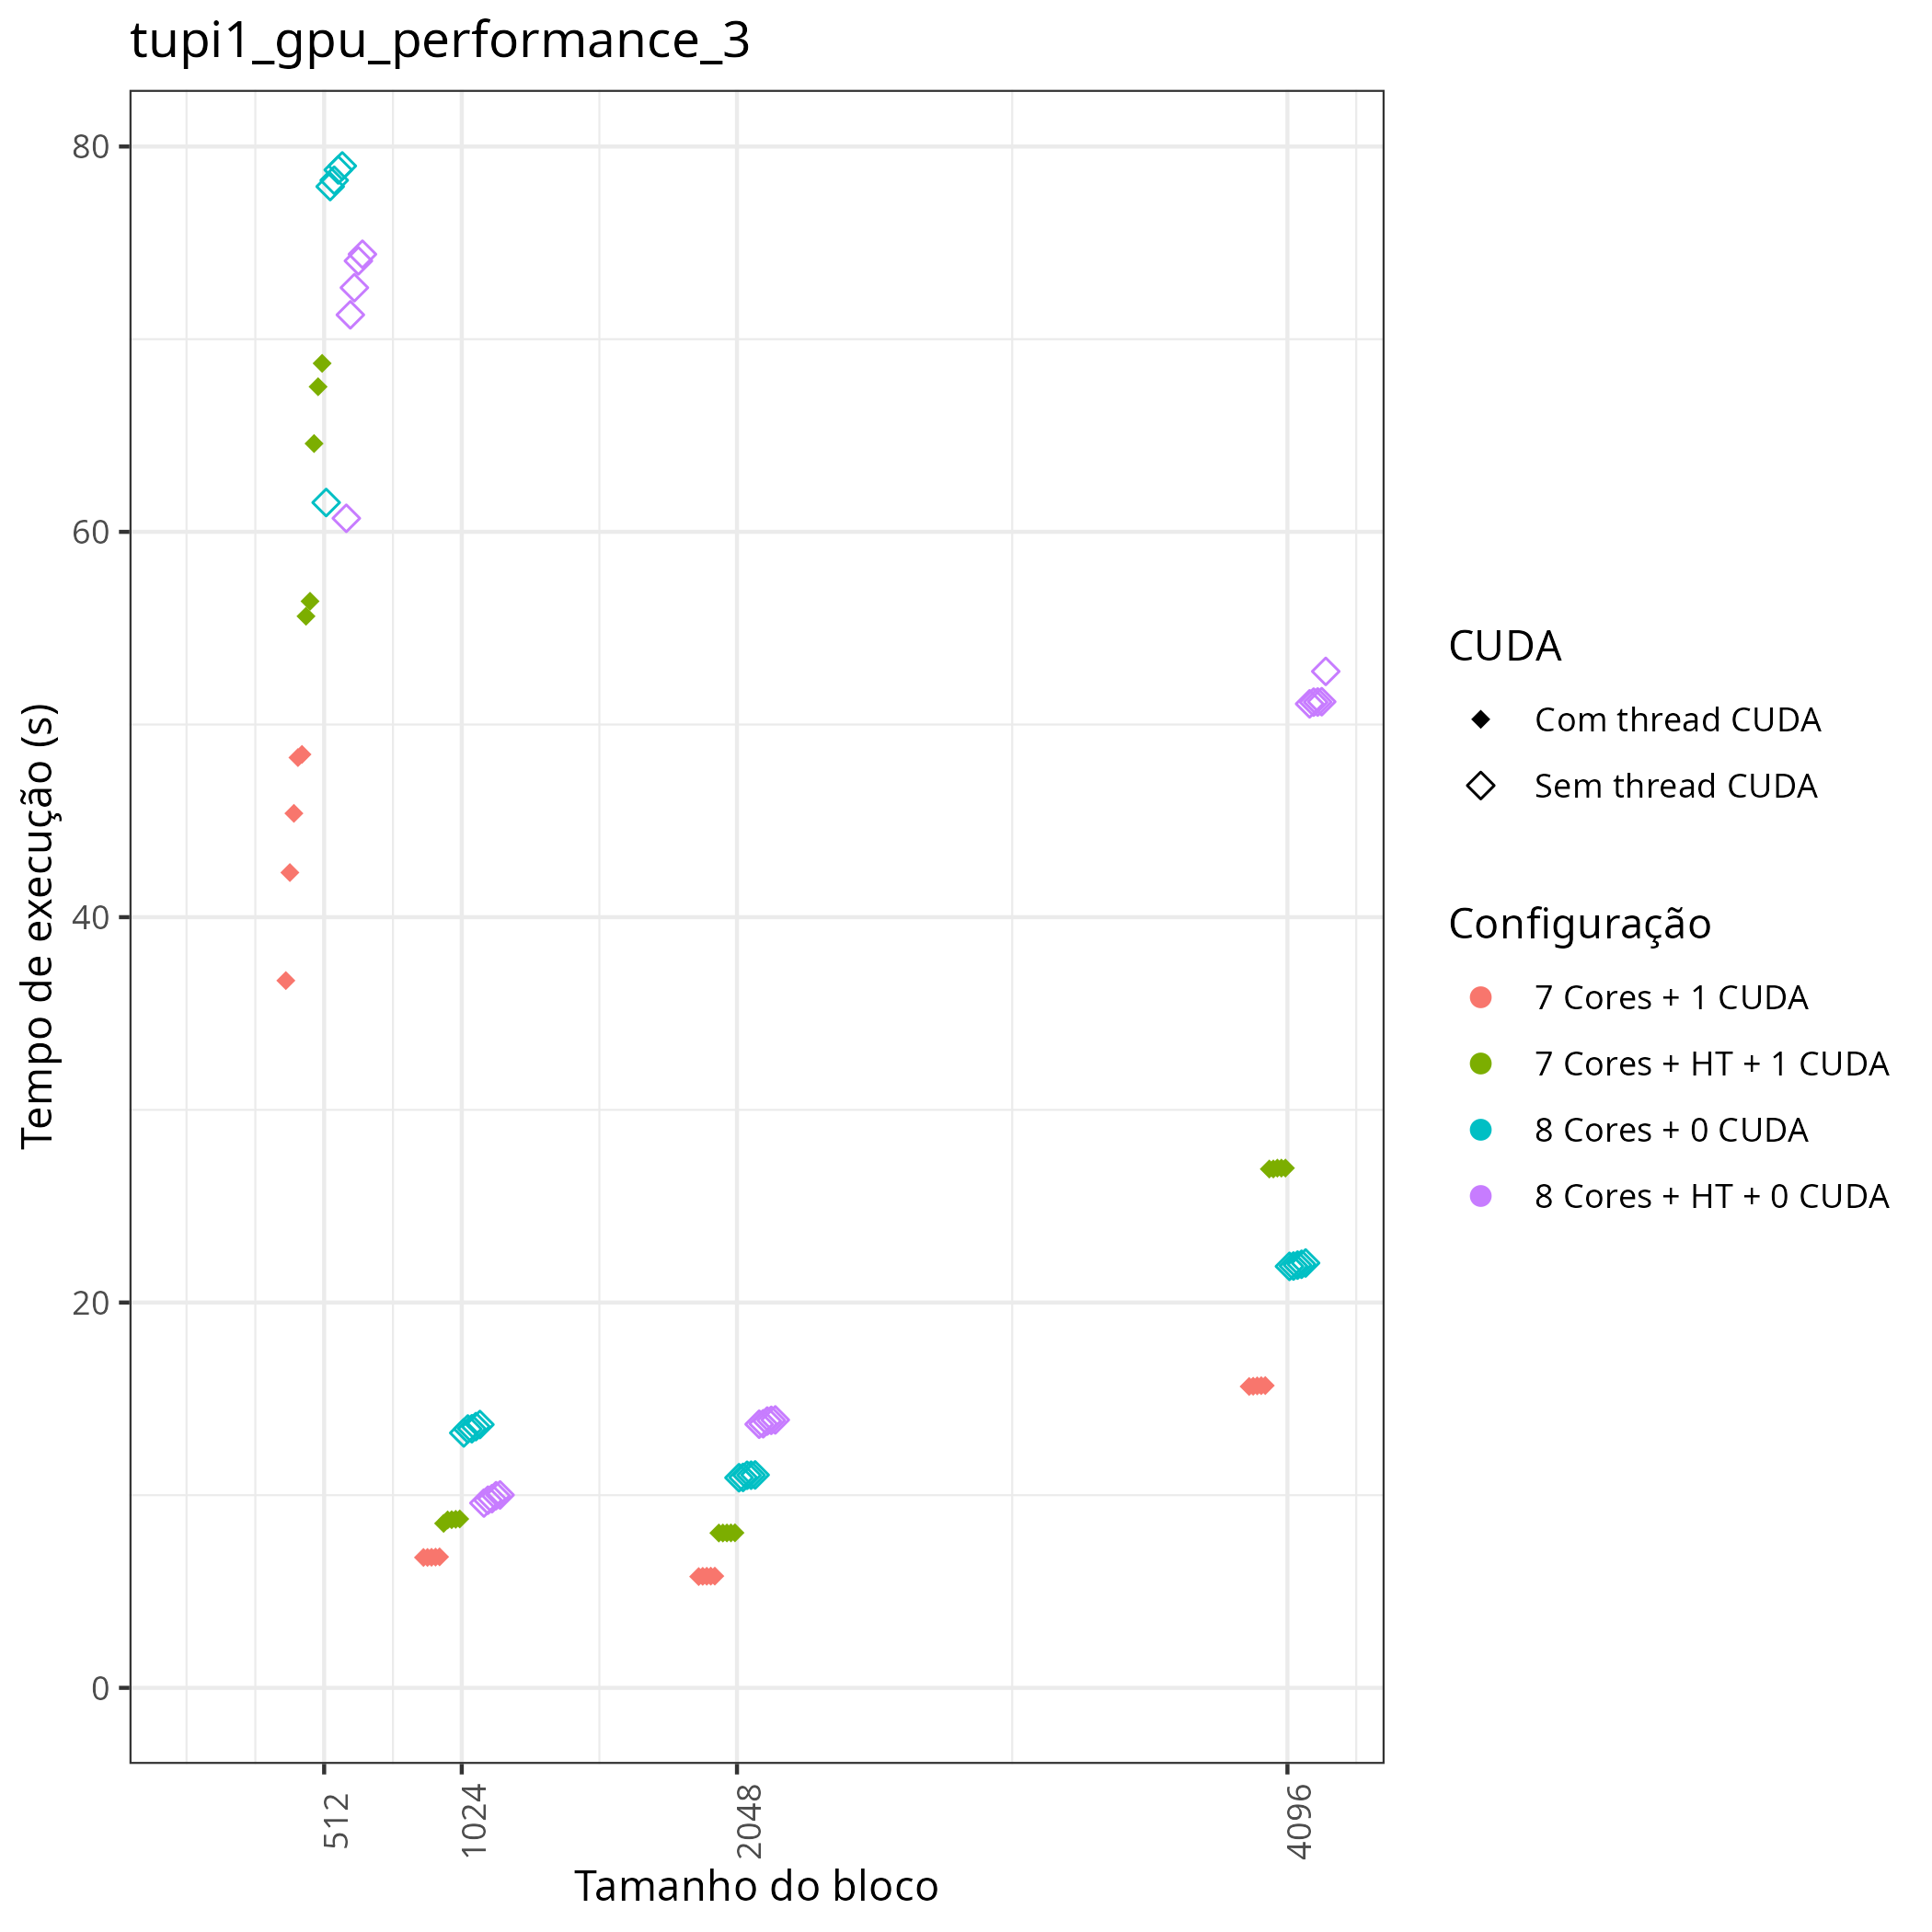 tupi1_gpu_performance_3
Tempo de execução (s)
80
60
40
20
0
512
1024
2048
4096
Tamanho do bloco
CUDA
Com thread CUDA
Sem thread CUDA
Configuração
7 Cores + 1 CUDA
7 Cores + HT + 1 CUDA
8 Cores + 0 CUDA
8 Cores + HT + 0 CUDA